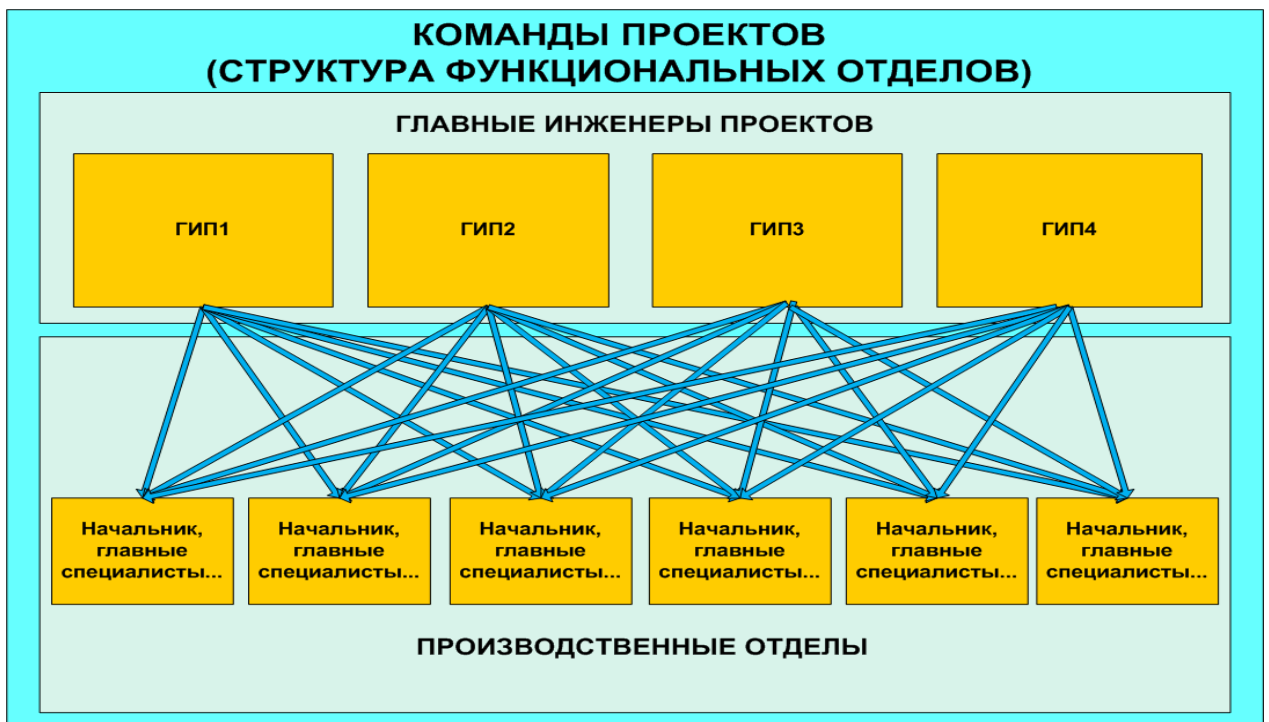 КОМАНДЫ ПРОЕКТОВ
(СТРУКТУРА ФУНКЦИОНАЛЬНЫХ ОТДЕЛОВ)
ГЛАВНЫЕ ИНЖЕНЕРЫ ПРОЕКТОВ
ГИП1
ГИП2
ГИП3
ГИП4
Начальник,
главные
специалисты...
Начальник,
главные
специалисты...
Начальник,
главные
специалисты...
Начальник,
главные
специалисты...
Начальник,
главные
специалисты...
Начальник,
главные
специалисты...
ПРОИЗВОДСТВЕННЫЕ ОТДЕЛЫ